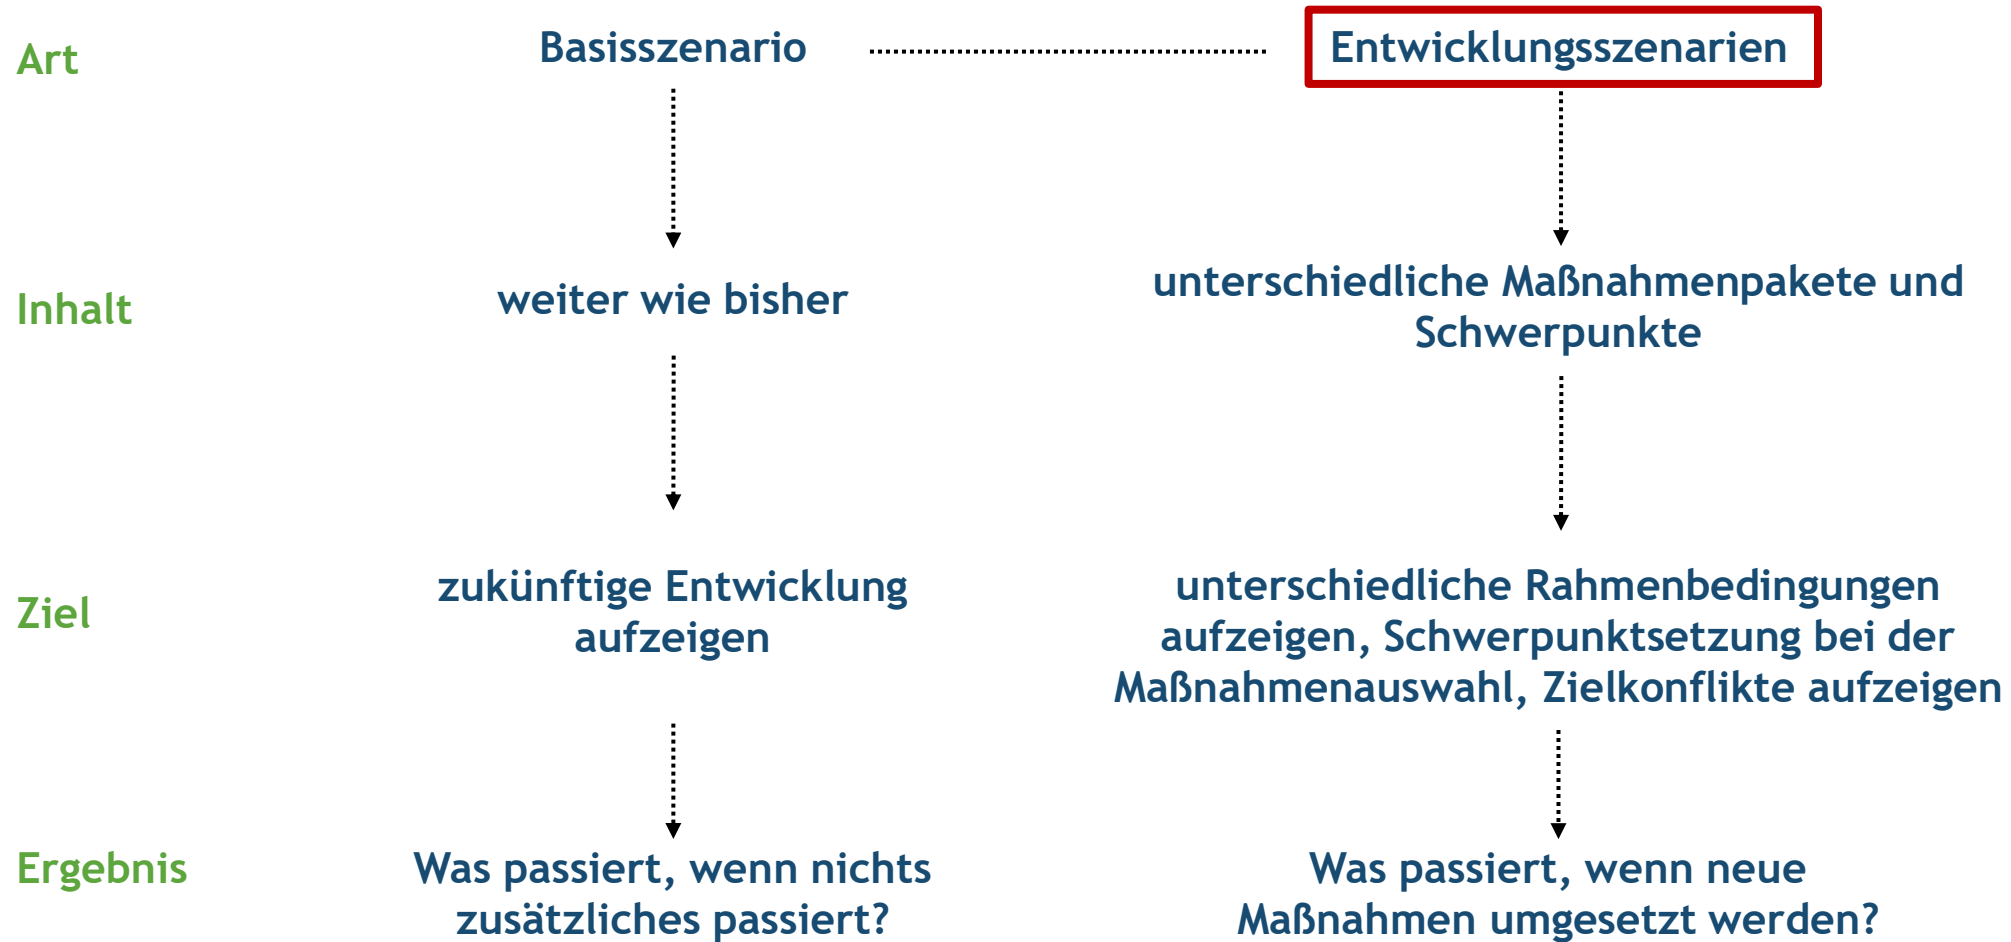 Art
Basisszenario
Entwicklungsszenarien
Inhalt
weiter wie bisher
unterschiedliche Maßnahmenpakete und
Schwerpunkte
Ziel
zukünftige Entwicklung
aufzeigen
unterschiedliche Rahmenbedingungen
aufzeigen, Schwerpunktsetzung bei der
Maßnahmenauswahl, Zielkonflikte aufzeigen
Ergebnis
Was passiert, wenn nichts
zusätzliches passiert?
Was passiert, wenn neue
Maßnahmen umgesetzt werden?